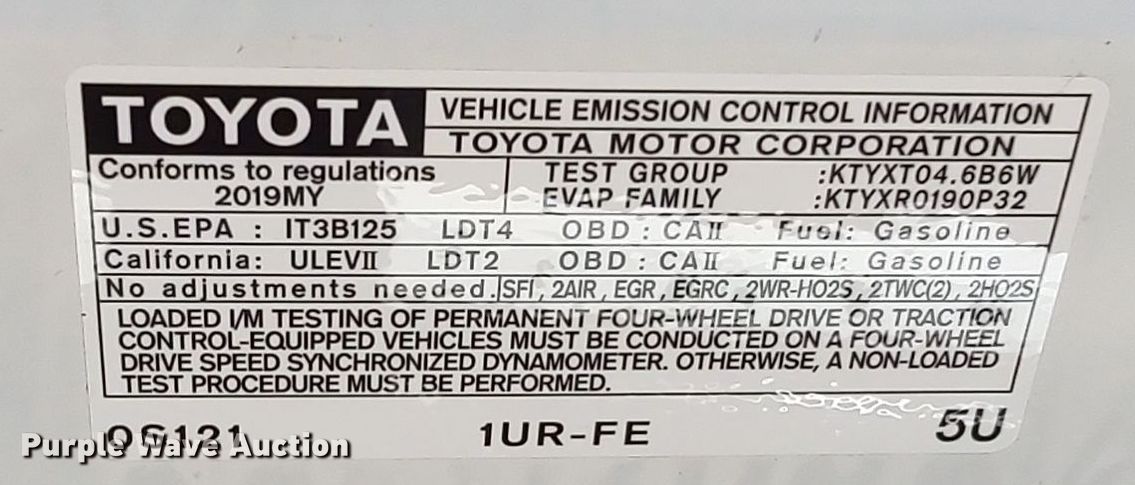 TOYOTA
VEHICLE EMISSION CONTROL INFORMATION
TOYOTA MOTOR CORPORATION
Conforms to regulations
2019MY
TEST GROUP :KTYXT04.6B6W
EVAP FAMILY :KTYXR0190P32
U.S.EPA : IT3B125 LDT4 OBD : CAII Fuel: Gasoline
California: ULEVII LDT2 OBD : CAII Fuel: Gasoline
No adjustments needed. SFI, 2AIR, EGR, EGRC, 2WR-HO2S, 2TWC(2), 2HO2S
LOADED I/M TESTING OF PERMANENT FOUR-WHEEL DRIVE OR TRACTION
CONTROL-EQUIPPED VEHICLES MUST BE CONDUCTED ON A FOUR-WHEEL
DRIVE SPEED SYNCHRONIZED DYNAMOMETER. OTHERWISE, A NON-LOADED
TEST PROCEDURE MUST BE PERFORMED.
1UR-FE 5U
Purple Wave Auction